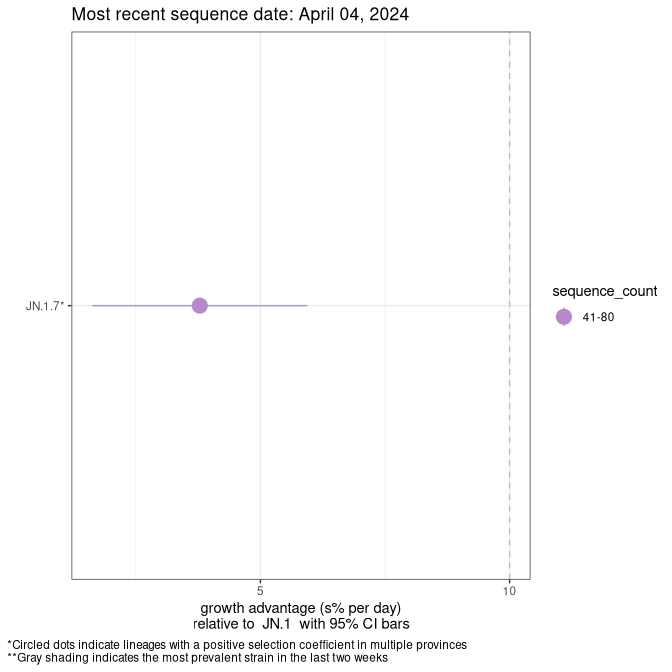 Most recent sequence date: April 04, 2024
JN.1.7*
sequence_count
41-80
5
10
growth advantage (s% per day)
relative to JN.1 with 95% CI bars
*Circled dots indicate lineages with a positive selection coefficient in multiple provinces
**Gray shading indicates the most prevalent strain in the last two weeks